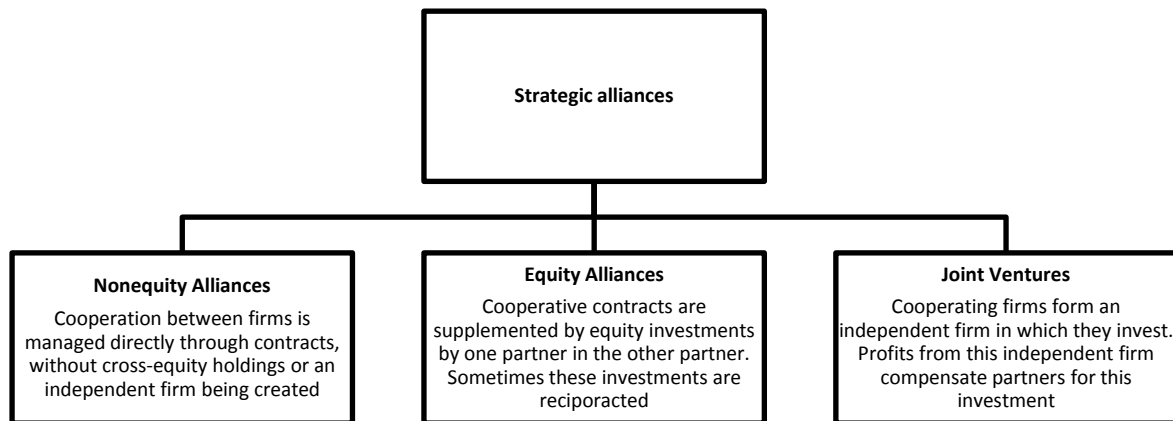 Strategic alliances
Nonequity Alliances
Cooperation between firms is
managed directly through contracts,
without cross-equity holdings or an
independent firm being created
Equity Alliances
Cooperative contracts are
supplemented by equity investments
by one partner in the other partner.
Sometimes these investments are
reciporacted
Joint Ventures
Cooperating firms form an
independent firm in which they invest.
Profits from this independent firm
compensate partners for this
investment